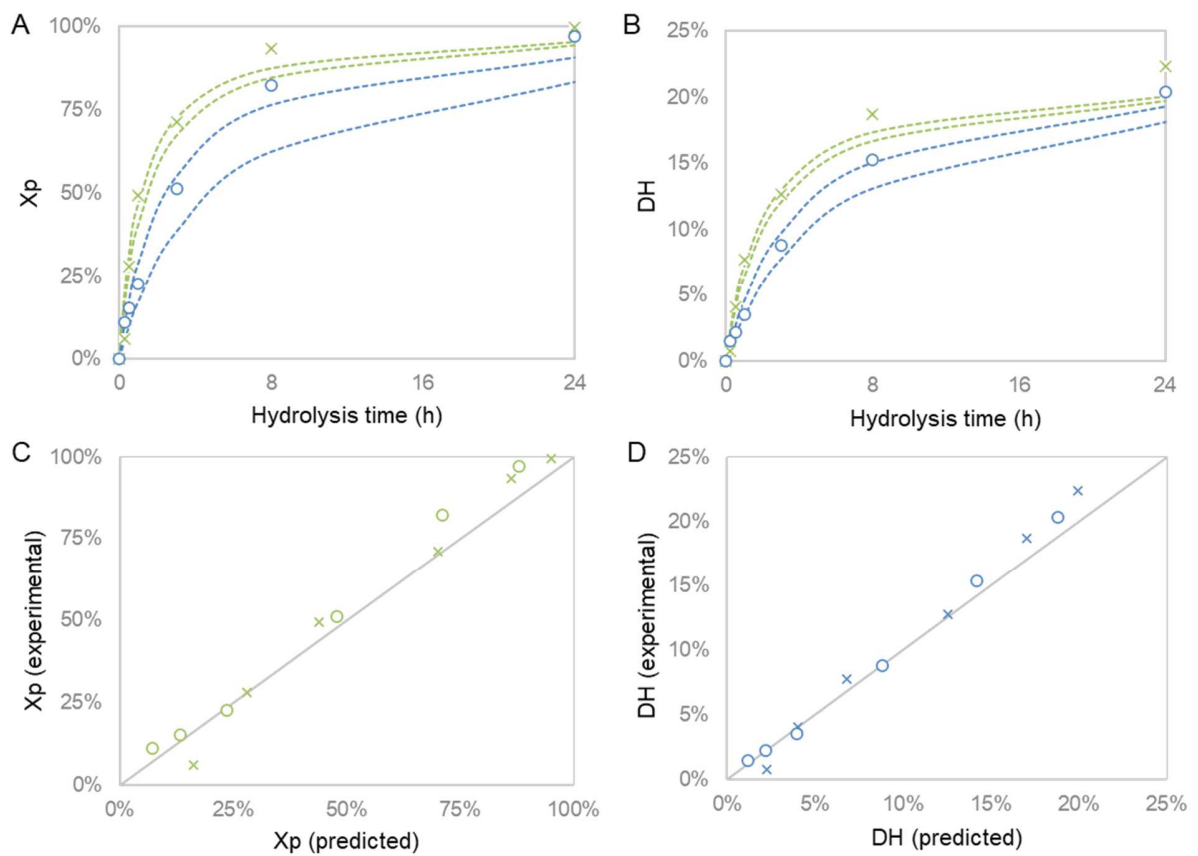 A
100%
75%
50%
25%
0%
Xp
0 8 16 24
Hydrolysis time (h)
B
25%
20%
15%
10%
5%
0%
DH
0 8 16 24
Hydrolysis time (h)
C
100%
75%
50%
25%
0%
Xp (experimental)
0% 25% 50% 75% 100%
Xp (predicted)
D
25%
20%
15%
10%
5%
0%
DH (experimental)
0% 5% 10% 15% 20% 25%
DH (predicted)